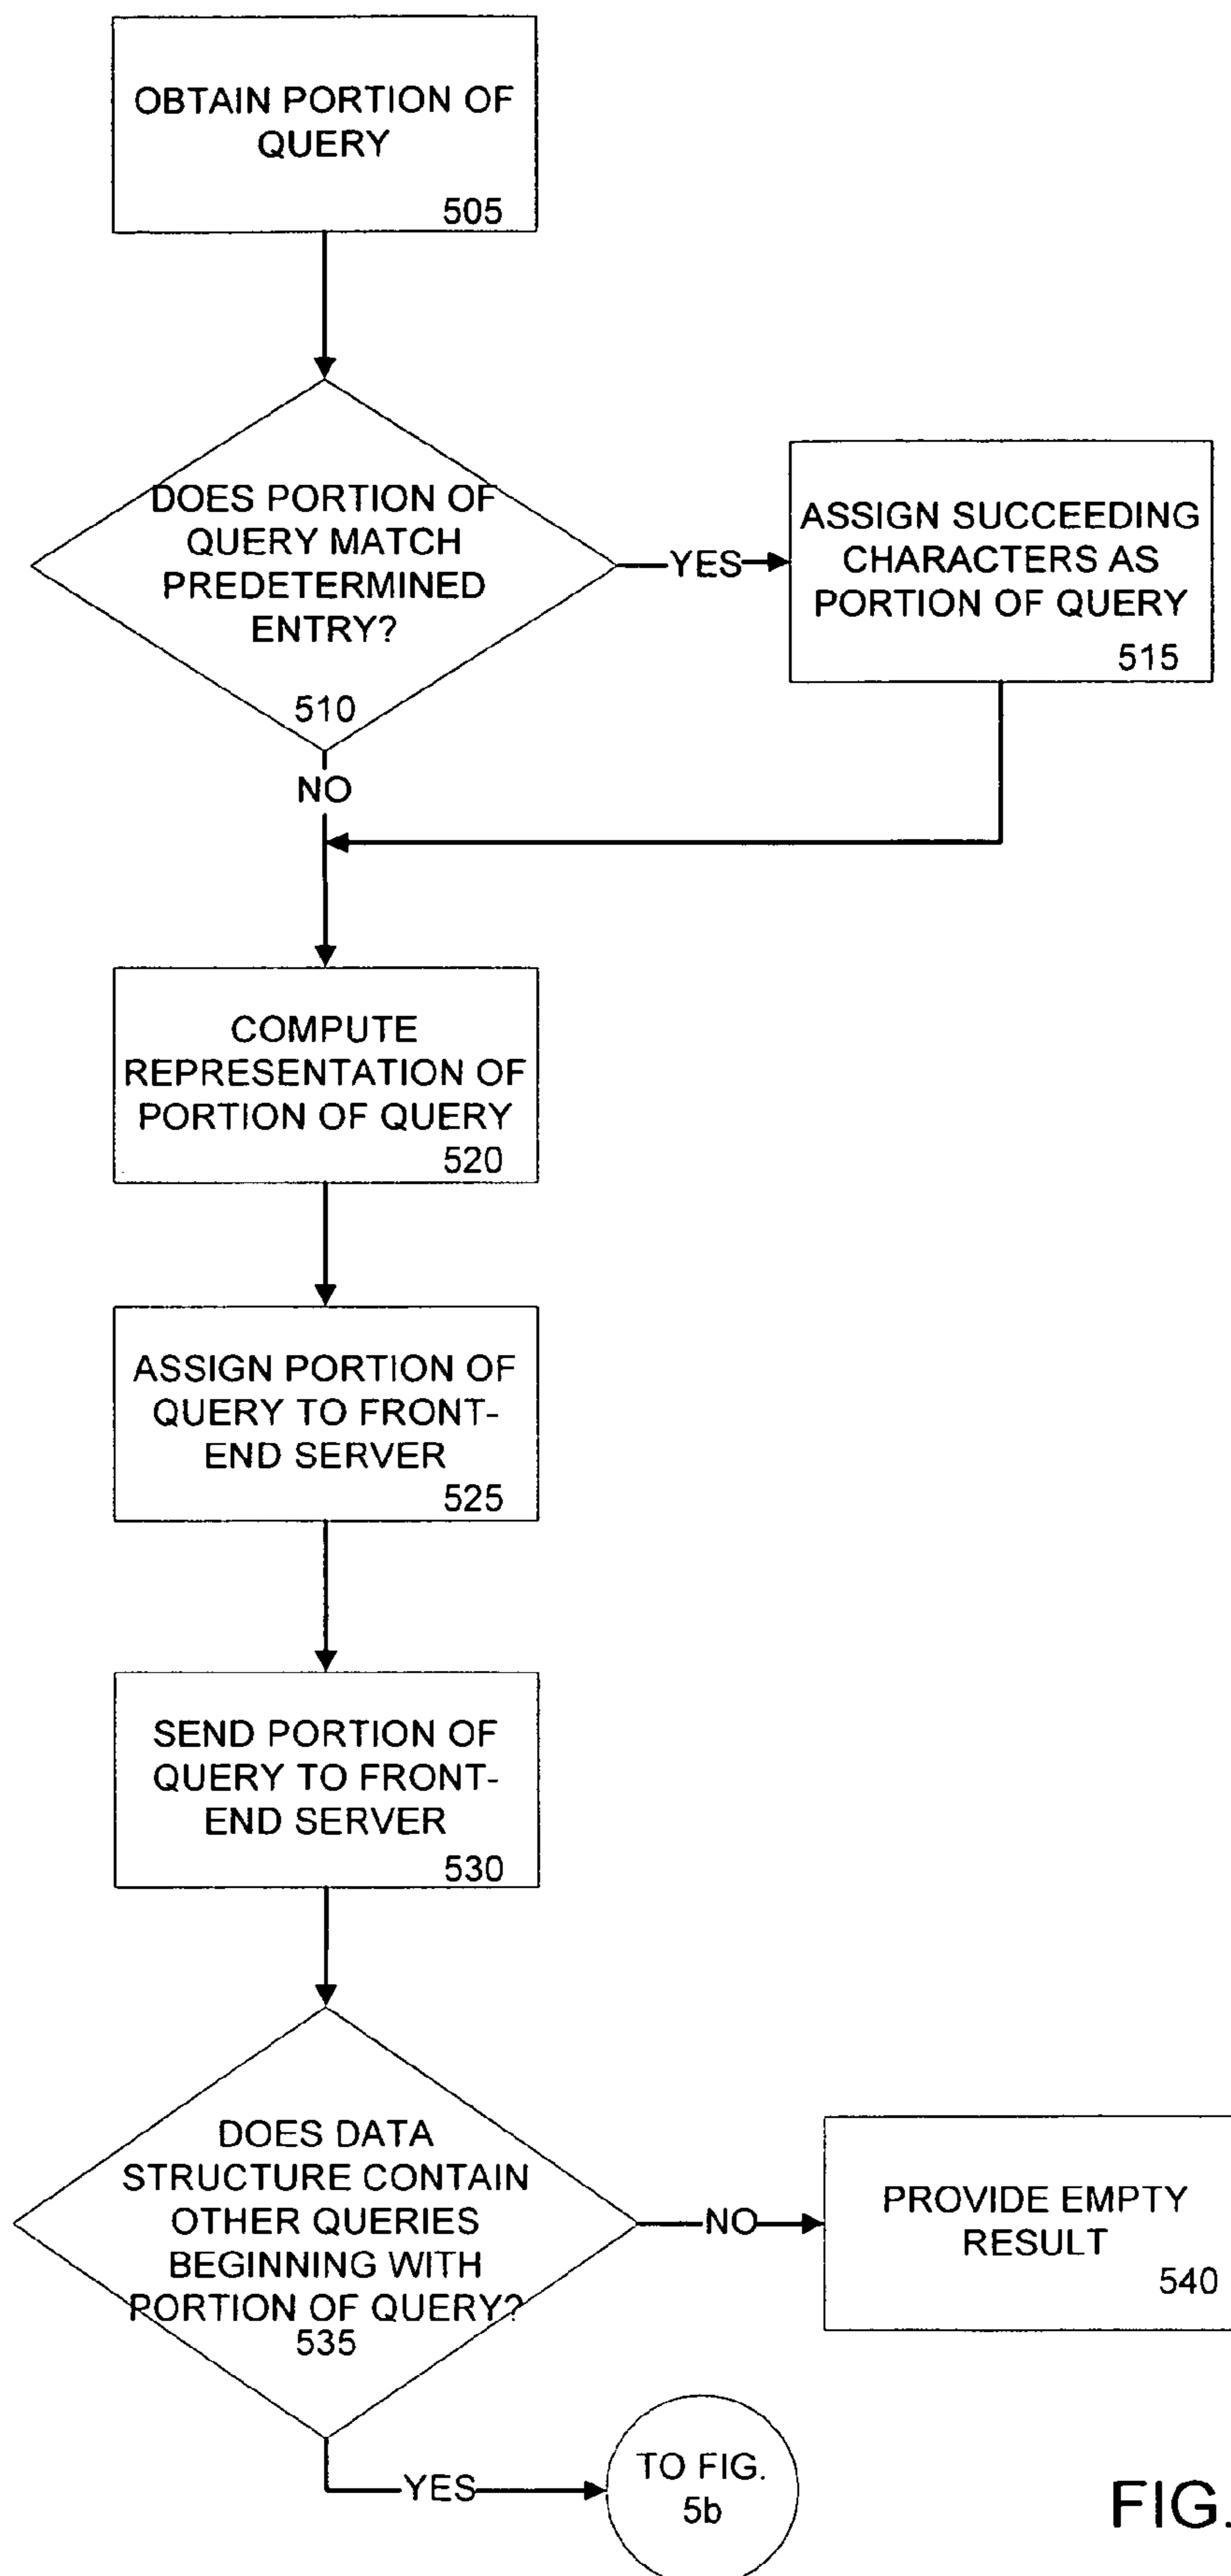 OBTAIN PORTION OF
QUERY
505
DOES PORTION OF
QUERY MATCH
PREDETERMINED
ENTRY?
510
YES
ASSIGN SUCCEEDING
CHARACTERS AS
PORTION OF QUERY
515
NO
COMPUTE
REPRESENTATION OF
PORTION OF QUERY
520
ASSIGN PORTION OF
QUERY TO FRONT-
END SERVER
525
SEND PORTION OF
QUERY TO FRONT-
END SERVER
530
DOES DATA
STRUCTURE CONTAIN
OTHER QUERIES
BEGINNING WITH
PORTION OF QUERY?
535
NO
PROVIDE EMPTY
RESULT
540
YES
TO FIG.
5b
FIG.